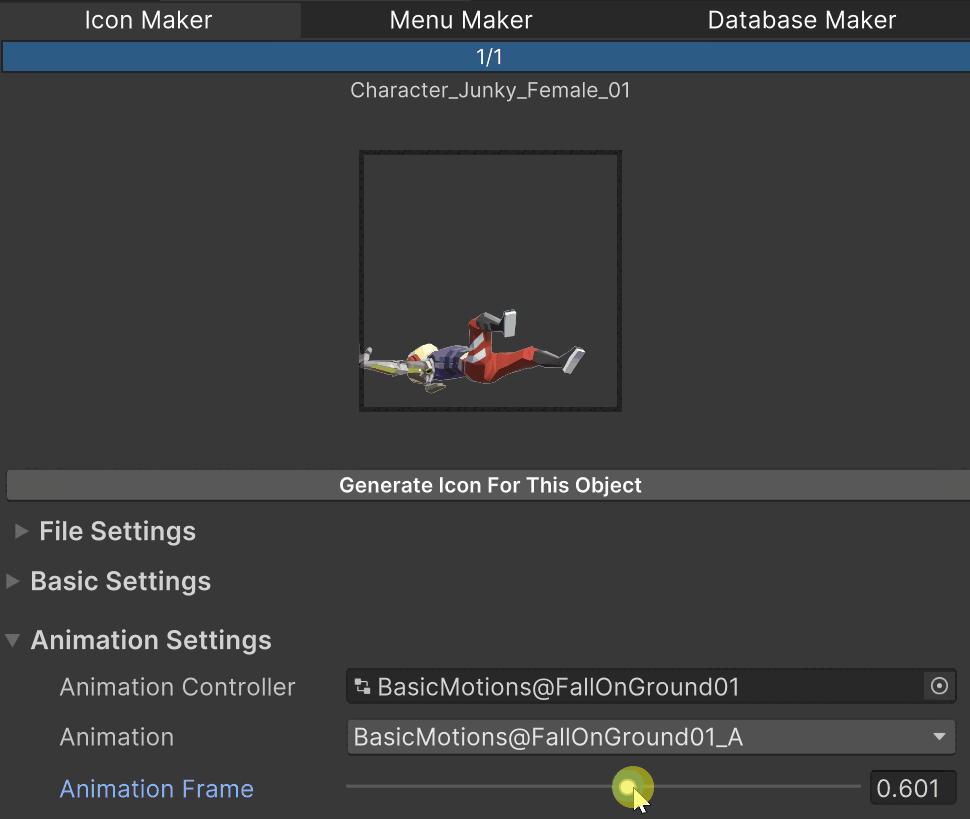 Icon Maker Menu Maker Database Maker
1/1
Character_Junky_Female_01
Generate Icon For This Object
File Settings
Basic Settings
Animation Settings
Animation Controller BasicMotions@FallOnGround01
Animation BasicMotions@FallOnGround01_A
Animation Frame 0.601